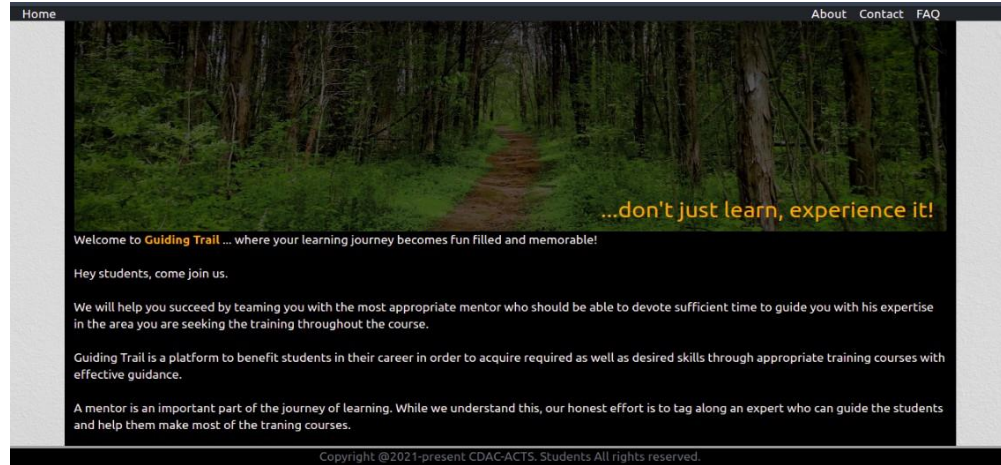 Home About Contact FAQ
...don't just learn, experience it!
Welcome to Guiding Trail ... where your learning journey becomes fun filled and memorable!
Hey students, come join us.
We will help you succeed by teaming you with the most appropriate mentor who should be able to devote sufficient time to guide you with his expertise
in the area you are seeking the training throughout the course.
Guiding Trail is a platform to benefit students in their career in order to acquire required as well as desired skills through appropriate training courses with
effective guidance.
A mentor is an important part of the journey of learning. While we understand this, our honest effort is to tag along an expert who can guide the students
and help them make most of the traning courses.
Copyright @2021-present CDAC-ACTS. Students All rights reserved.